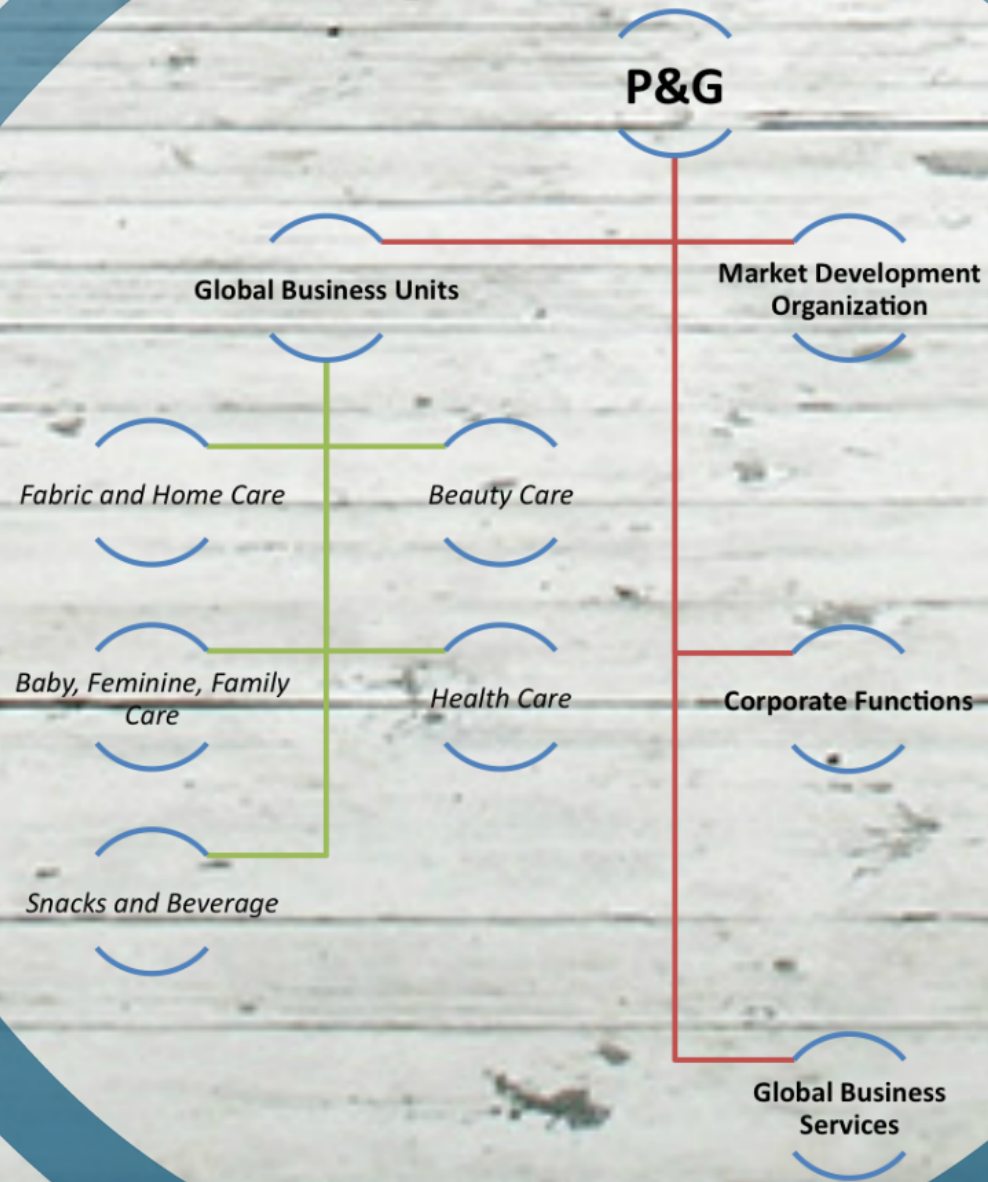 P&G
Global Business Units
Market Development
Organization
Fabric and Home Care
Beauty Care
Baby, Feminine, Family
Care
Health Care
Corporate Functions
Snacks and Beverage
Global Business
Services